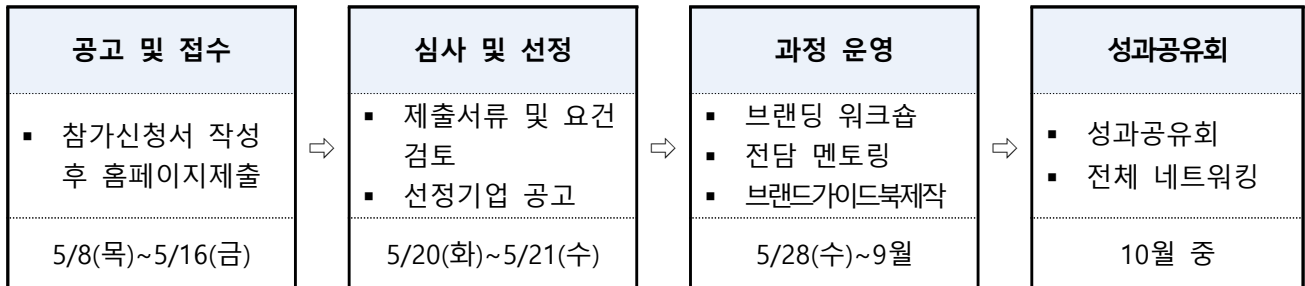 공고 및 접수
▪ 참가신청서 작성
후 홈페이지제출
5/8(목)~5/16(금)
⇨
심사 및 선정
▪ 제출서류 및 요건
검토
▪ 선정기업 공고
5/20(화)~5/21(수)
⇨
과정 운영
▪ 브랜딩 워크숍
▪ 전담 멘토링
▪ 브랜드가이드북제작
5/28(수)~9월
⇨
성과공유회
▪ 성과공유회
▪ 전체 네트워킹
10월 중